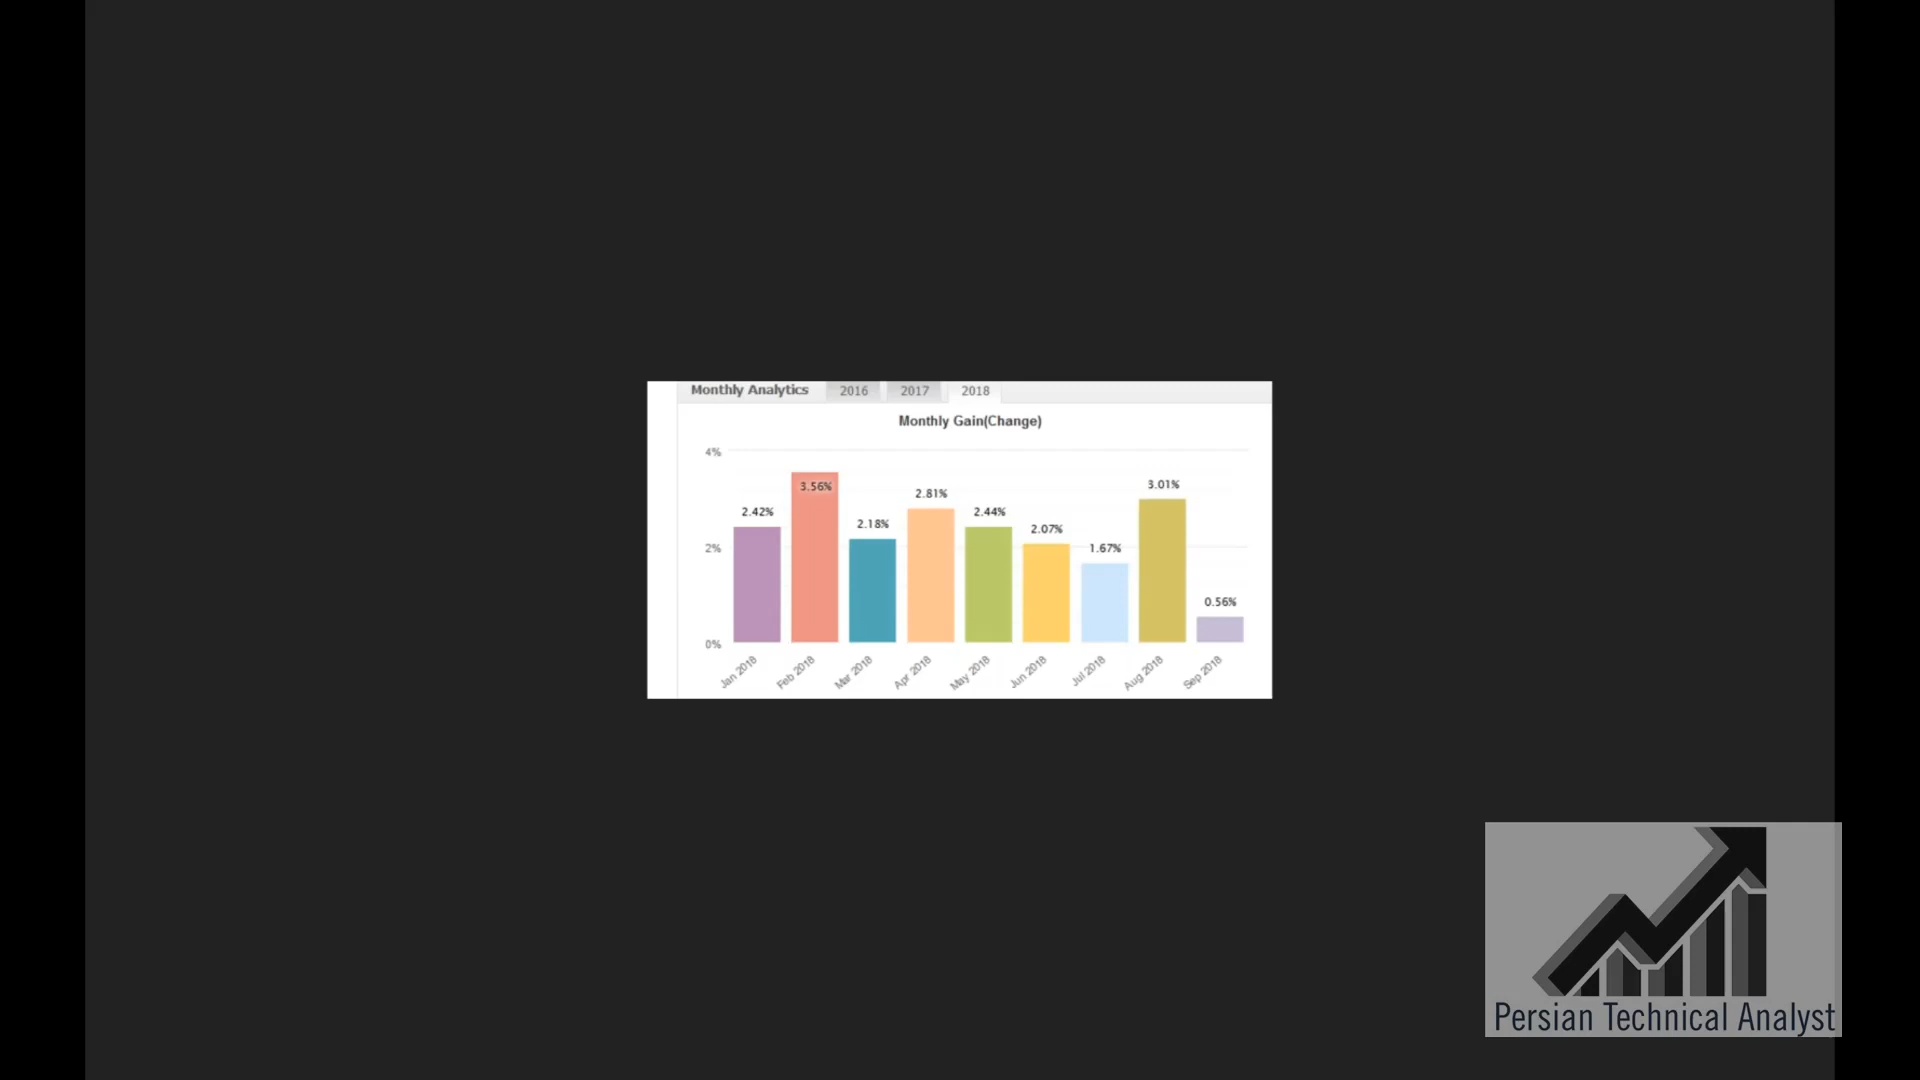 Monthly Analytics 2016 2017 2018
Monthly Gain(Change)
4%
2%
0%
2.42%
3.56%
2.18%
2.81%
2.44%
2.07%
1.67%
3.01%
0.56%
Jan 2018
Feb 2018
Mar 2018
Apr 2018
May 2018
Jun 2018
Jul 2018
Aug 2018
Sep 2018
Persian Technical Analyst